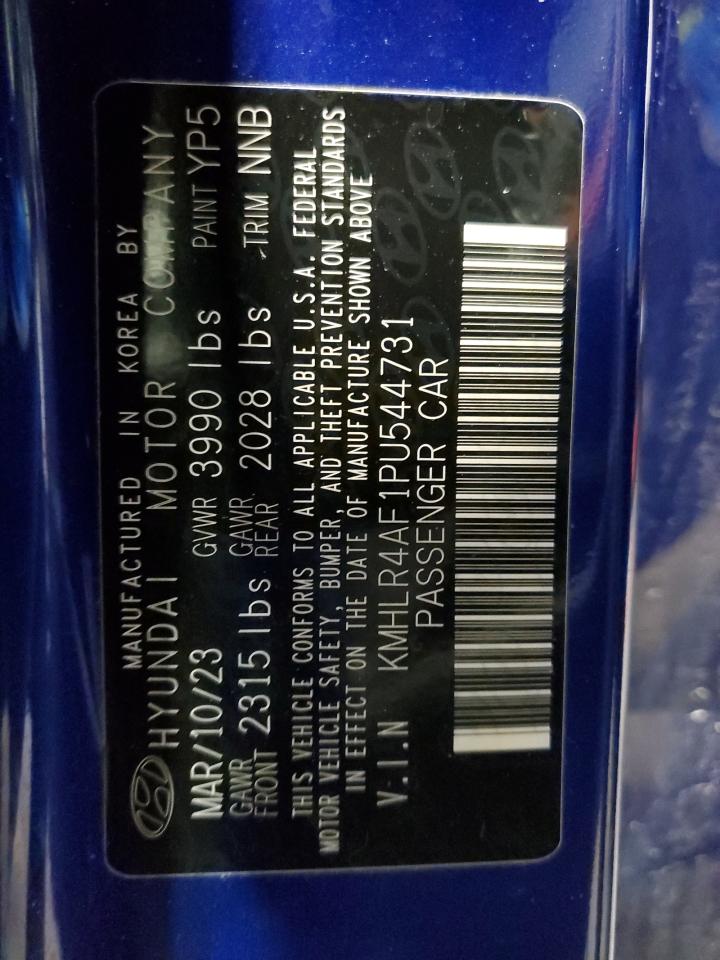 MANUFACTURED IN KOREA BY
HYUNDAI MOTOR COMPANY
MAR/10/23 GVWR 3990 lbs PAINT YP5
GAWR FRONT 2315 lbs GAWR REAR 2028 lbs TRIM NNB
THIS VEHICLE CONFORMS TO ALL APPLICABLE U.S.A. FEDERAL
MOTOR VEHICLE SAFETY, BUMPER, AND THEFT PREVENTION STANDARDS
IN EFFECT ON THE DATE OF MANUFACTURE SHOWN ABOVE
V.I.N KMHLR4AF1PU544731
PASSENGER CAR